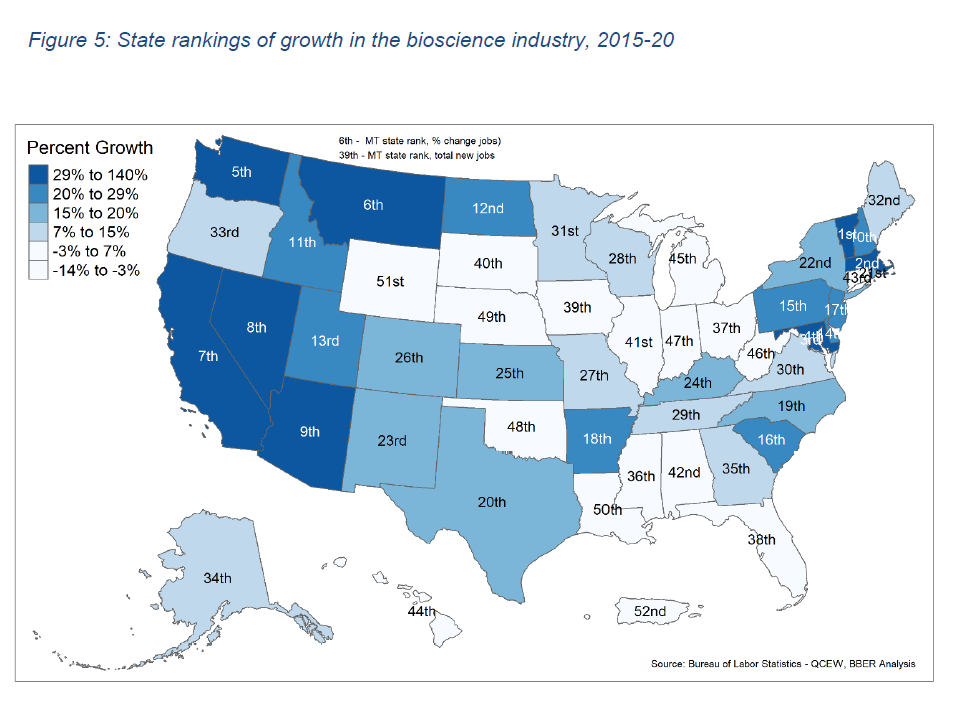 Figure 5: State rankings of growth in the bioscience industry, 2015-20
6th - MT state rank, % change jobs)
39th - MT state rank, total new jobs
Percent Growth
29% to 140%
20% to 29%
15% to 20%
7% to 15%
-3% to 7%
-14% to -3%
5th
6th
12nd
31st
32nd
33rd
11th
40th
28th
45th
22nd
1st
2nd
43rd
21st
51st
49th
39th
15th
17th
7th
8th
13rd
26th
25th
27th
41st
47th
37th
46th
30th
24th
29th
19th
9th
23rd
48th
18th
16th
20th
50th
36th
42nd
35th
38th
34th
44th
52nd
Source: Bureau of Labor Statistics - QCEW, BBER Analysis